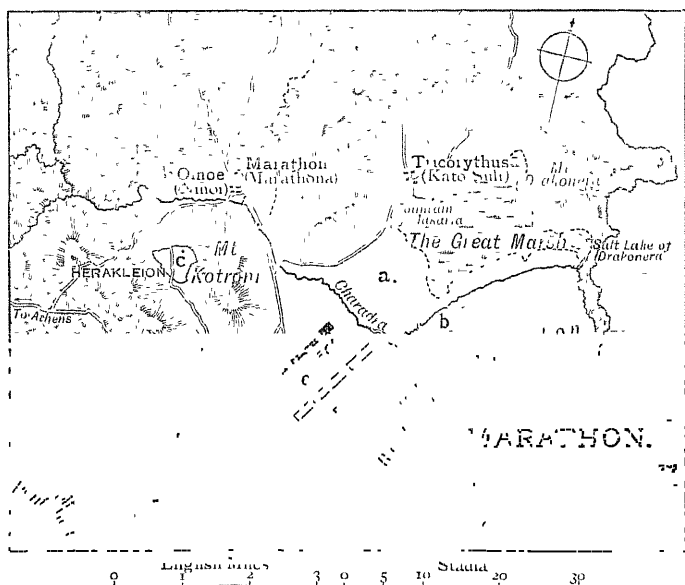 Oinoe
Marathon
(Marathona)
(Kato Suli)
The Great Marsh
Salt Lake of
Drakonera
Mt
Kotroni
HERAKLEION
c
a.
b
Charadra
To Athens
MARATHON.
English Miles
Stadia
0 1 2 3 0 5 10 20 30